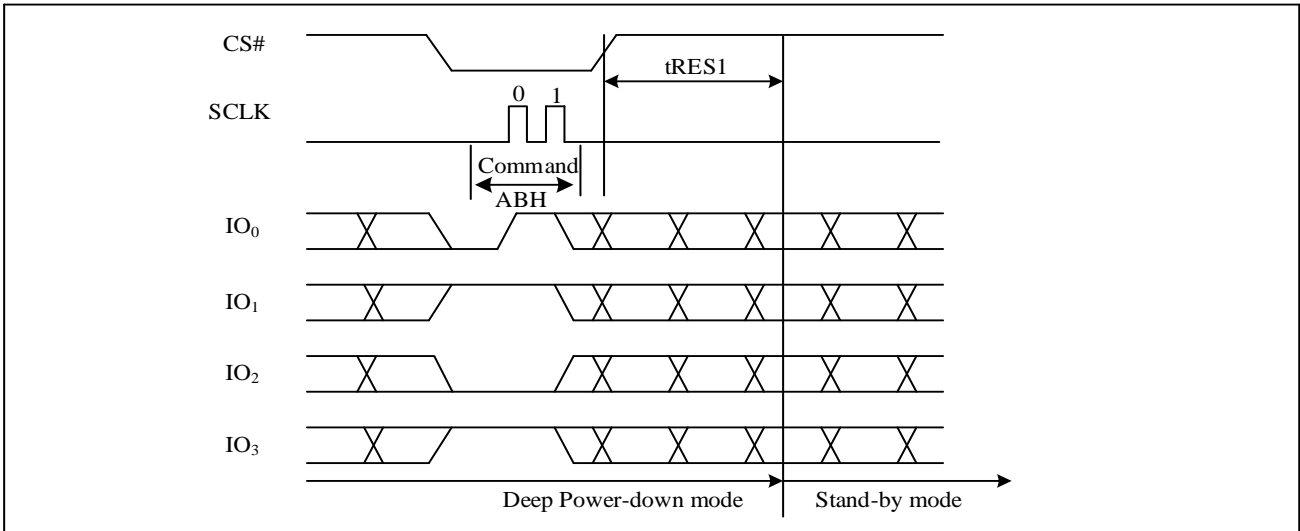 CS#
tRES1
SCLK
0 1
Command
ABH
IO₀
IO₁
IO₂
IO₃
Deep Power-down mode
Stand-by mode